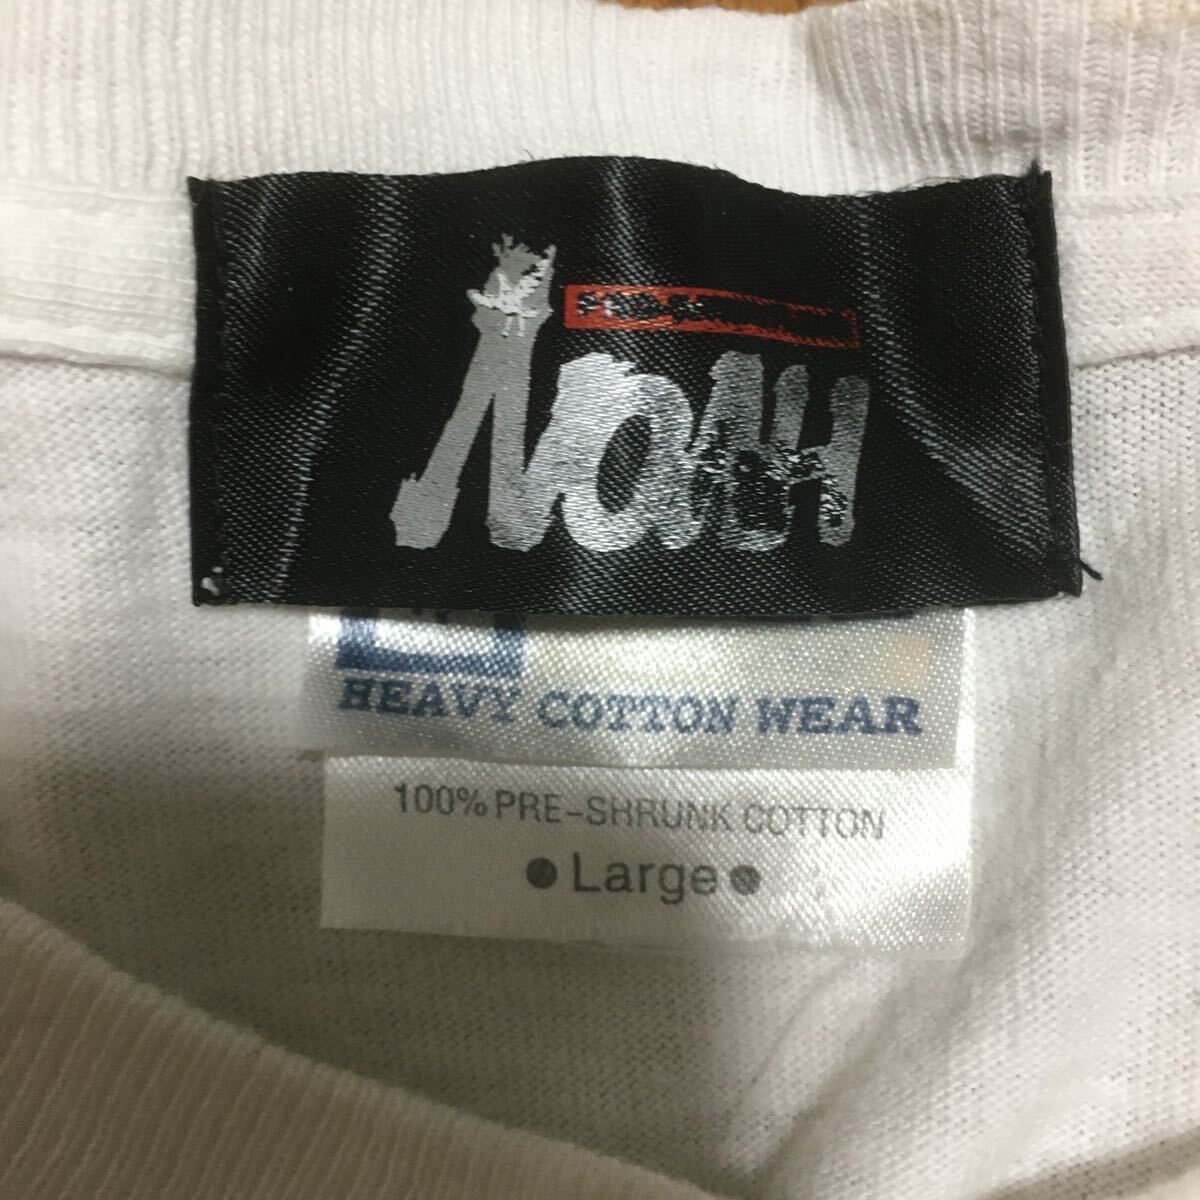 NOAH
HEAVY COTTON WEAR
100% PRE-SHRUNK COTTON
● Large ●